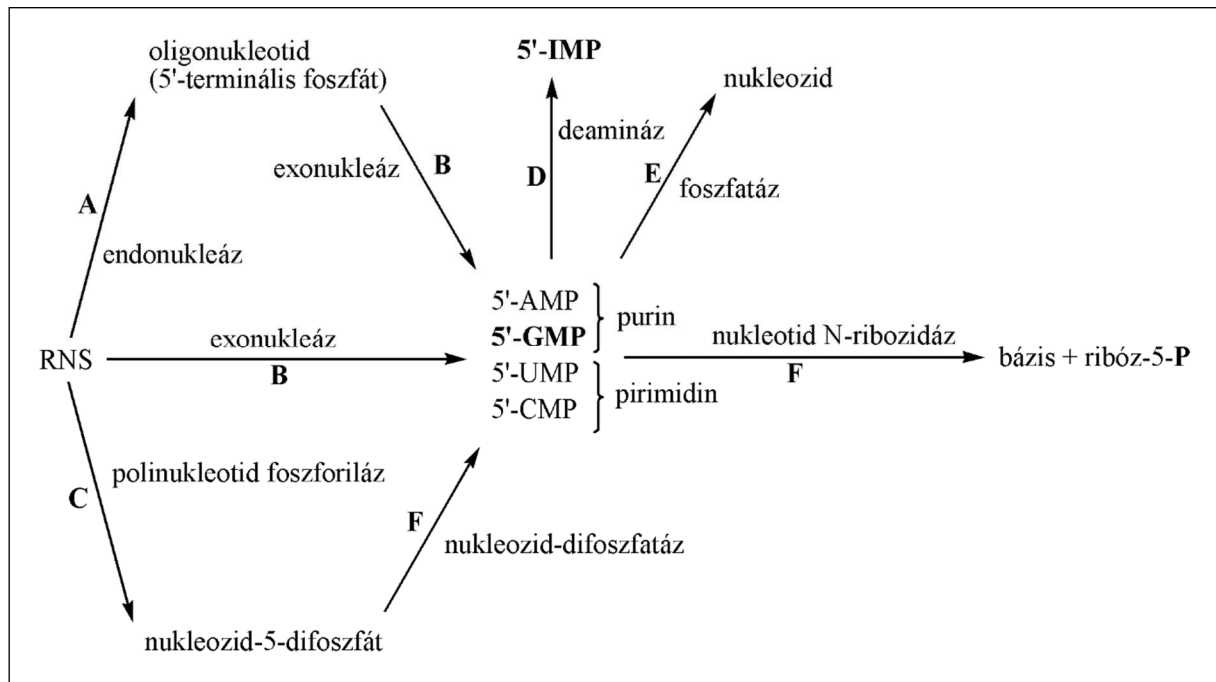 oligonukleotid
(5'-terminális foszfát)
5'-IMP
nukleozid
deamináz
exonukleáz
B
D
E
foszfatáz
A
endonukleáz
5'-AMP
5'-GMP
purin
exonukleáz
nukleotid N-ribozidáz
RNS
B
F
bázis + ribóz-5-P
5'-UMP
5'-CMP
pirimidin
polinukleotid foszforiláz
C
F
nukleozid-difoszfatáz
nukleozid-5-difoszfát